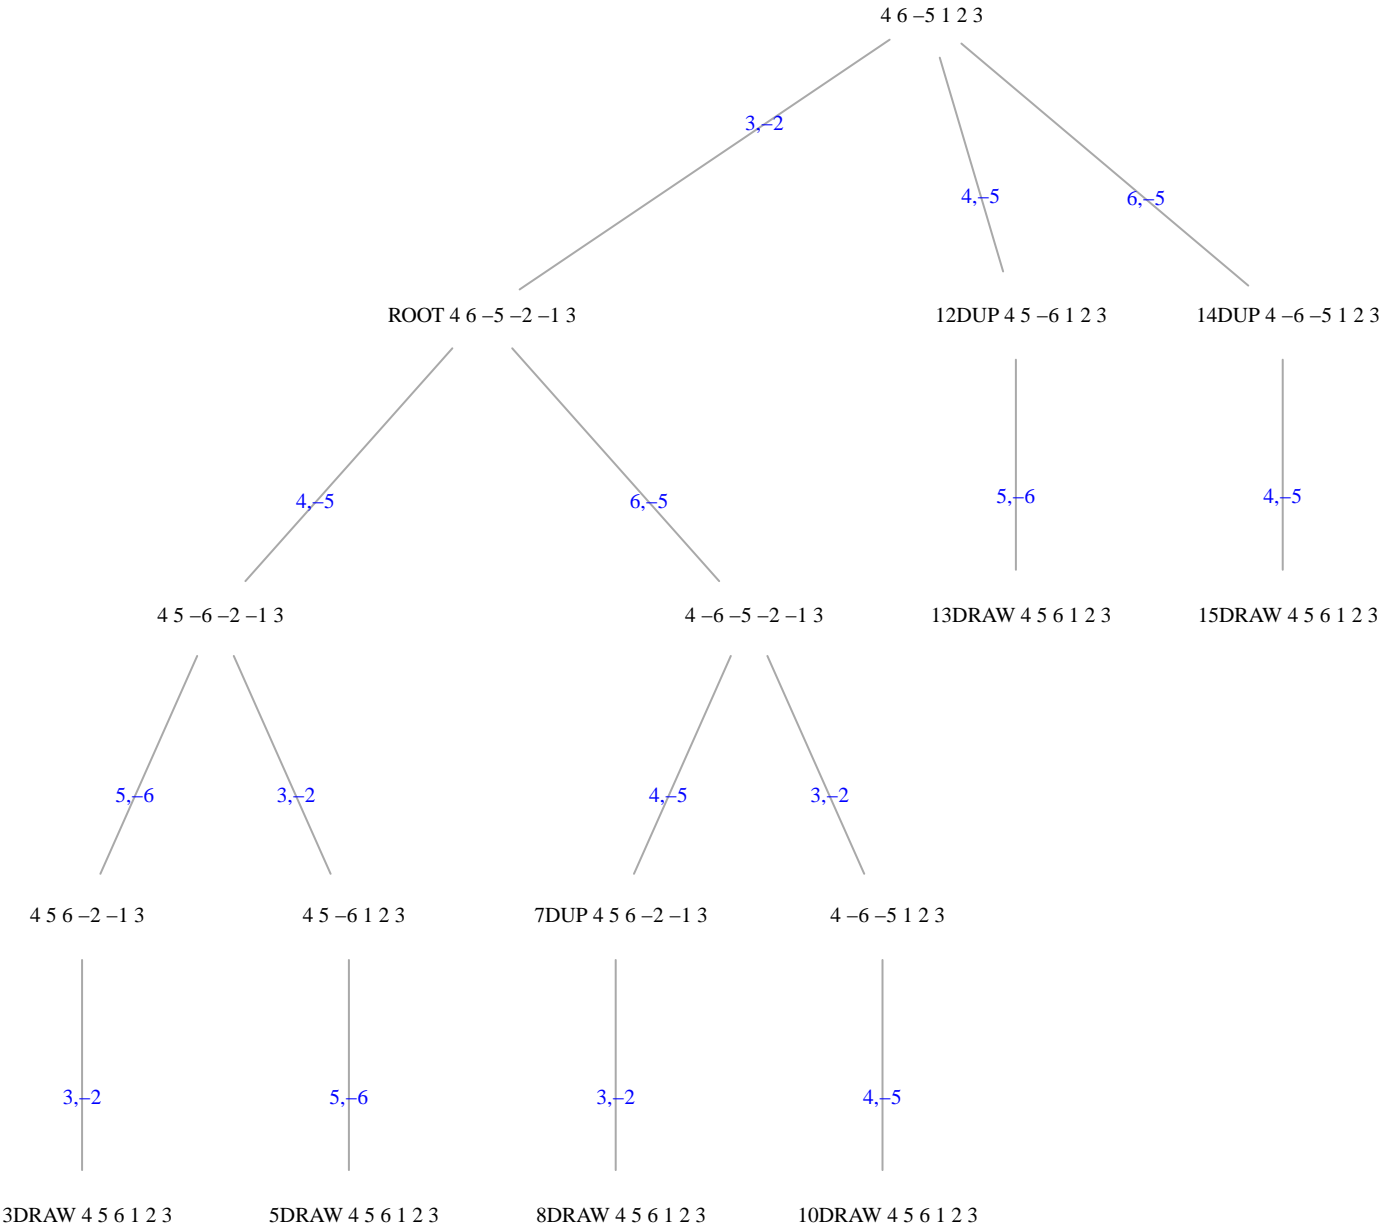 4 6 –5 1 2 3
3,–2
4,–5
6,–5
ROOT 4 6 –5 –2 –1 3
12DUP 4 5 –6 1 2 3
14DUP 4 –6 –5 1 2 3
4,–5
6,–5
5,–6
4,–5
4 5 –6 –2 –1 3
4 –6 –5 –2 –1 3
13DRAW 4 5 6 1 2 3
15DRAW 4 5 6 1 2 3
5,–6
3,–2
4,–5
3,–2
4 5 6 –2 –1 3
4 5 –6 1 2 3
7DUP 4 5 6 –2 –1 3
4 –6 –5 1 2 3
3,–2
5,–6
3,–2
4,–5
3DRAW 4 5 6 1 2 3
5DRAW 4 5 6 1 2 3
8DRAW 4 5 6 1 2 3
10DRAW 4 5 6 1 2 3